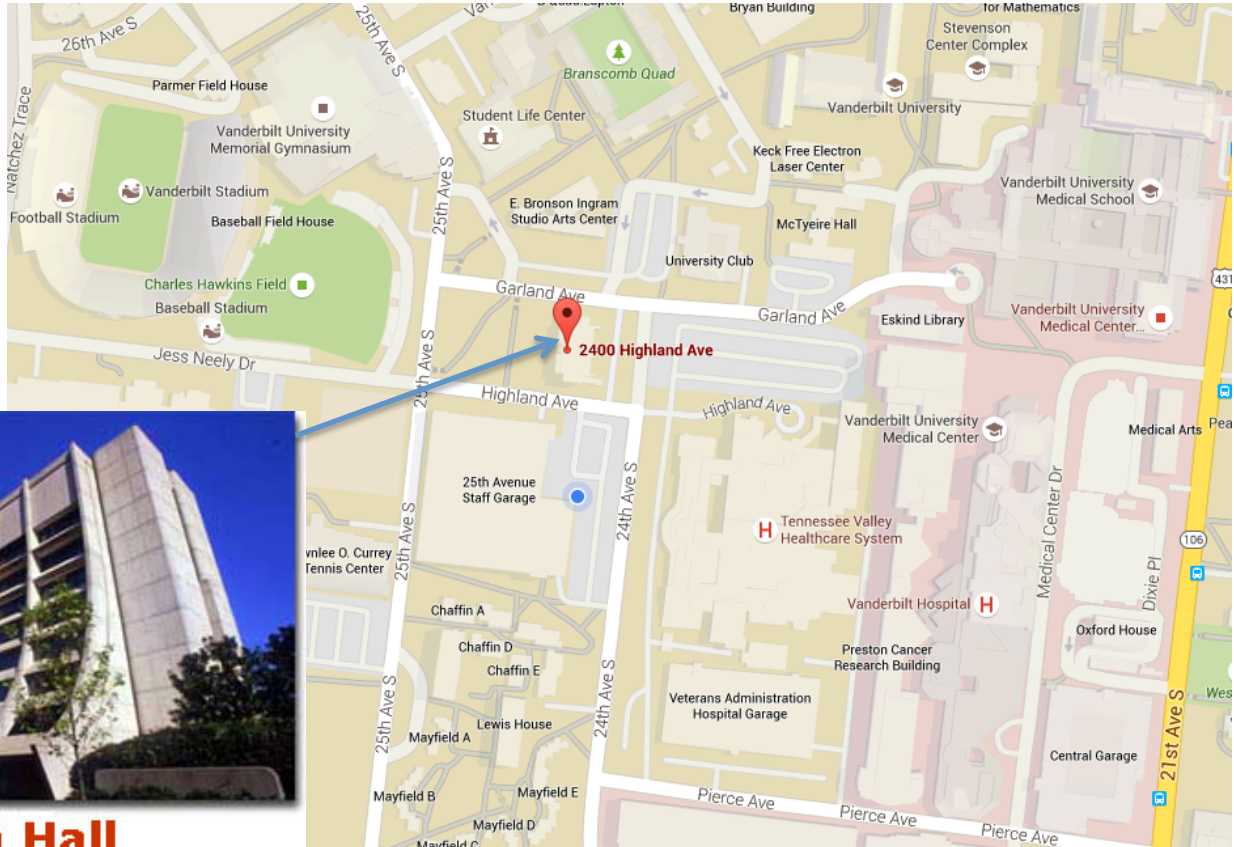 Bryan Building
for Mathematics
25th Ave S
26th Ave S
Stevenson
Center Complex
Branscomb Quad
Parmer Field House
Natchez Trace
Vanderbilt University
Student Life Center
Vanderbilt University
Memorial Gymnasium
25th Ave S
Keck Free Electron
Laser Center
Vanderbilt University
Medical School
Vanderbilt Stadium
Football Stadium
Baseball Field House
E. Bronson Ingram
Studio Arts Center
McTyeire Hall
University Club
Charles Hawkins Field
Baseball Stadium
Garland Ave
Garland Ave
431
Eskind Library
Vanderbilt University
Medical Center...
2400 Highland Ave
Jess Neely Dr
25th Ave S
Highland Ave
Highland Ave
Vanderbilt University
Medical Center
Medical Arts
25th Avenue
Staff Garage
24th Ave S
Medical Center Dr
Tennessee Valley
Healthcare System
106
wnlee O. Currey
Tennis Center
25th Ave S
Dixie Pl
Chaffin A
Vanderbilt Hospital
Oxford House
Chaffin D
Chaffin E
Preston Cancer
Research Building
25th Ave S
24th Ave S
Veterans Administration
Hospital Garage
Lewis House
Mayfield A
21st Ave S
Central Garage
Mayfield B
Mayfield E
Pierce Ave
Pierce Ave
Pierce Ave
Mayfield D
Mayfield C
Hall